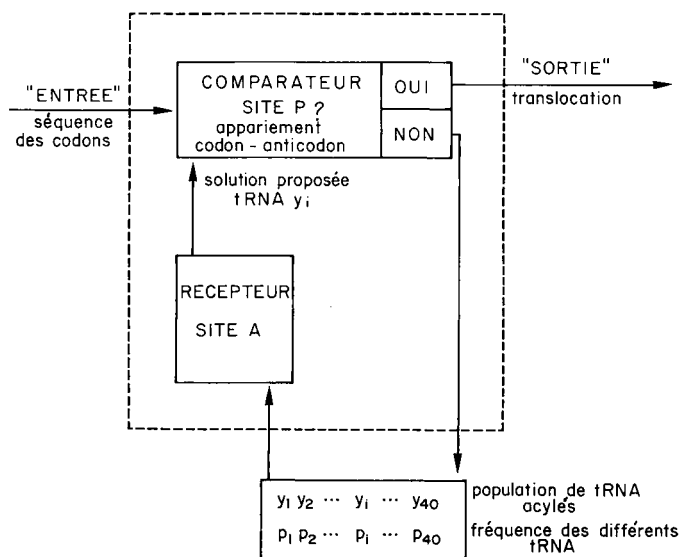 "ENTREE"
séquence
des codons
COMPARATEUR
SITE P ?
appariement
codon - anticodon
OUI
NON
"SORTIE"
translocation
solution proposée
tRNA yi
RECEPTEUR
SITE A
y1 y2 ... yi ... y40
p1 p2 ... pi ... p40
population de tRNA
acylés
fréquence des différents
tRNA